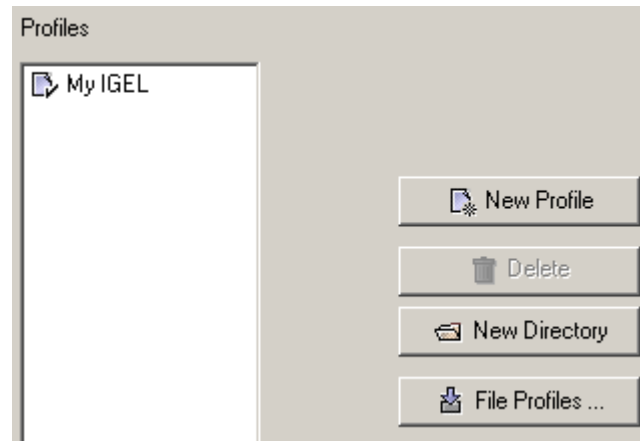 Profiles
My IGEL
New Profile
Delete
New Directory
File Profiles ...